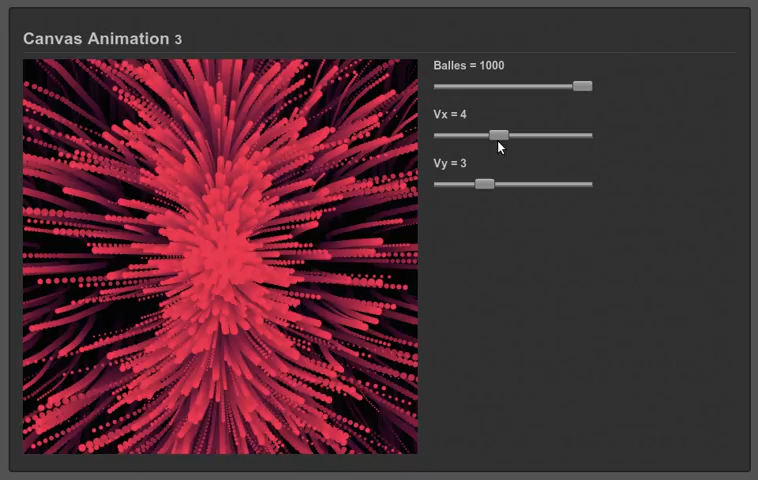 Canvas Animation 3
Balles = 1000
Vx = 4
Vy = 3